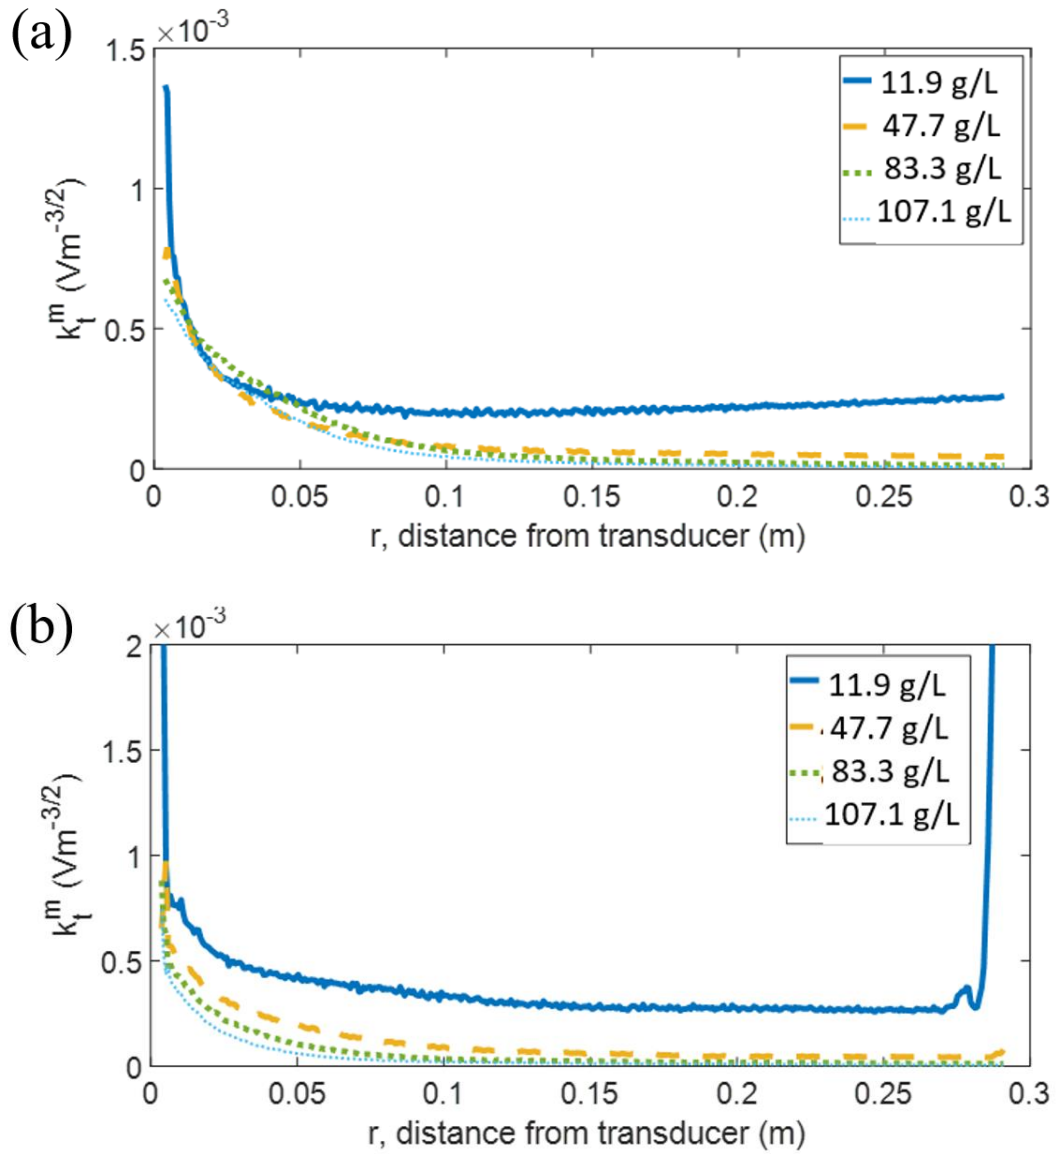 (a)
×10-3
1.5
1
0.5
0
ktm (Vm-3/2)
0 0.05 0.1 0.15 0.2 0.25 0.3
r, distance from transducer (m)
11.9 g/L
47.7 g/L
83.3 g/L
107.1 g/L
(b)
×10-3
2
1.5
1
0.5
0
ktm (Vm-3/2)
0 0.05 0.1 0.15 0.2 0.25 0.3
r, distance from transducer (m)
11.9 g/L
47.7 g/L
83.3 g/L
107.1 g/L